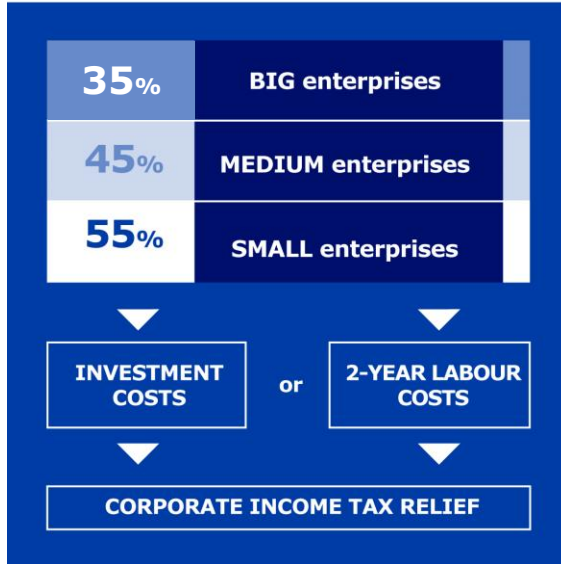 35% BIG enterprises
45% MEDIUM enterprises
55% SMALL enterprises
INVESTMENT
COSTS
or
2-YEAR LABOUR
COSTS
CORPORATE INCOME TAX RELIEF